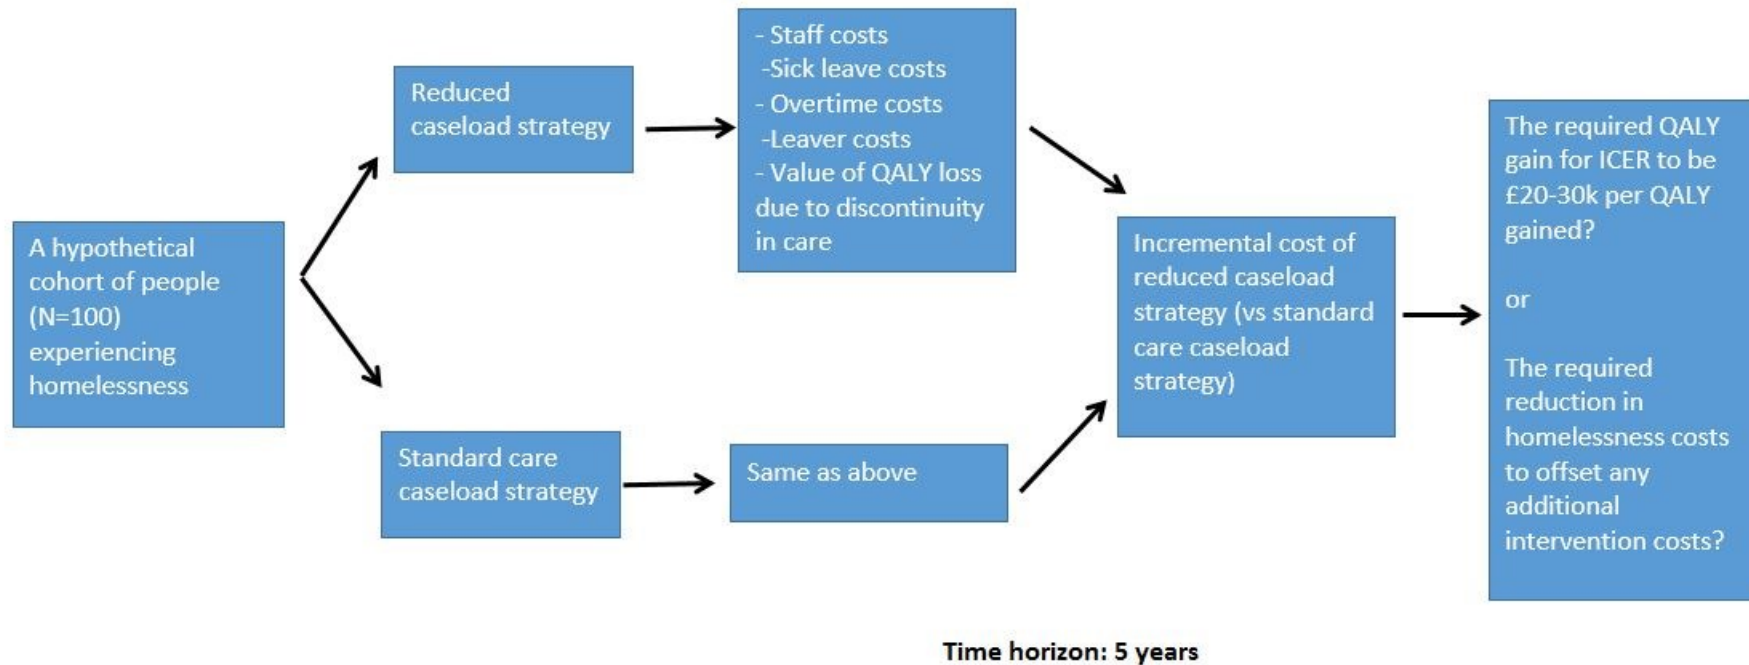 A hypothetical
cohort of people
(N=100)
experiencing
homelessness
Reduced
caseload strategy
- Staff costs
-Sick leave costs
- Overtime costs
-Leaver costs
- Value of QALY loss
due to discontinuity
in care
Standard care
caseload strategy
Same as above
Incremental cost of
reduced caseload
strategy (vs standard
care caseload
strategy)
The required QALY
gain for ICER to be
£20-30k per QALY
gained?
or
The required
reduction in
homelessness costs
to offset any
additional
intervention costs?
Time horizon: 5 years